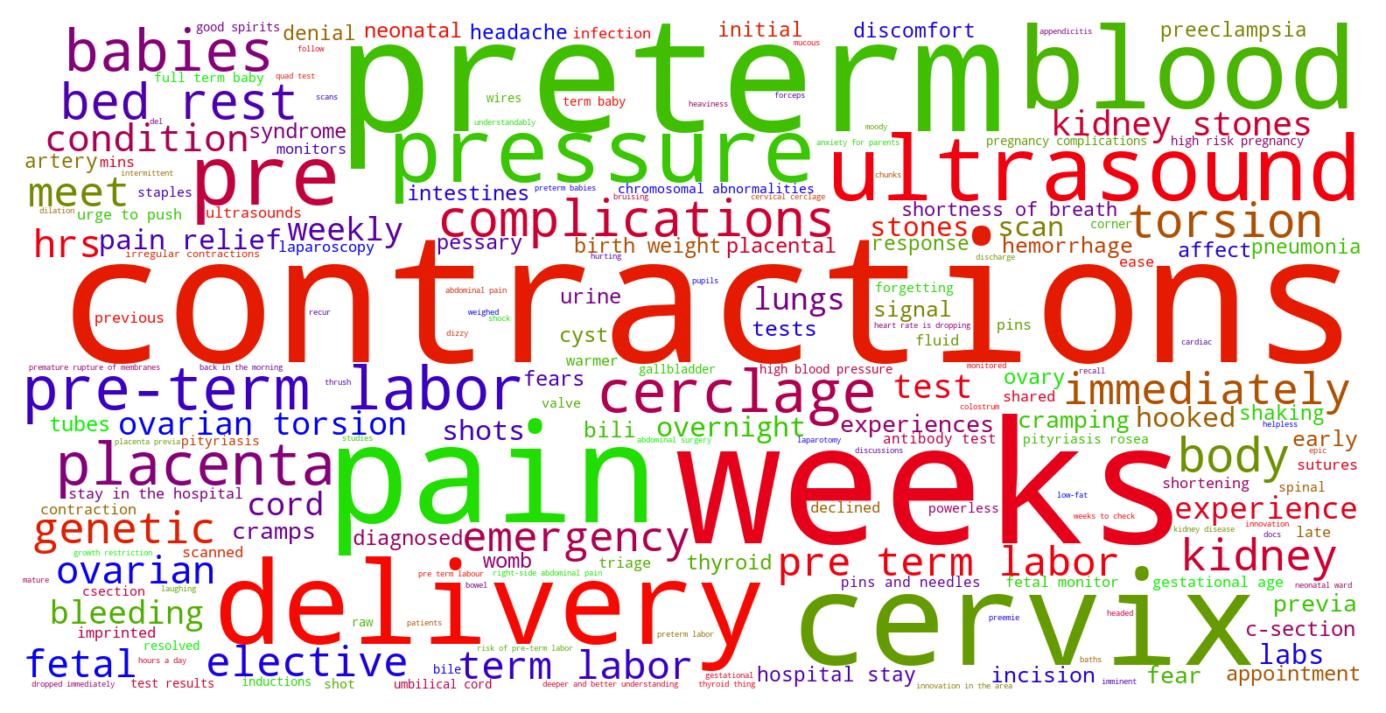 good spirits
denial
neonatal
headache
infection
initial
discomfort
preeclampsia
appendicitis
babies
follow
preterm
mucous
blood
full term baby
quad test
bed rest
scans
wires
term baby
heaviness
forceps
kidney stones
del
understandably
moody
condition
syndrome
monitors
pressure
anxiety for parents
pregnancy complications
high risk pregnancy
artery
mins
pre
ultrasound
intermittent
chunks
meet
staples
intestines
preterm babies
chromosomal abnormalities
bruising
cervical cerclage
dilation
urge to push
ultrasounds
weekly
complications
shortness of breath
stones
scan
corner
torsion
hrs
pain relief
laparoscopy
pessary
birth weight
placental
response
hemorrhage
affect
pneumonia
irregular contractions
hurting
discharge
ease
contractions
abdominal pain
pupils
forgetting
urine
lungs
signal
previous
recur
weighed
shock
dizzy
cyst
tests
heart rate is dropping
fluid
pins
cardiac
warmer
premature rupture of membranes
back in the morning
gallbladder
high blood pressure
monitored
recall
pre-term labor
thrush
fears
valve
cerclage
test
ovary
shared
immediately
colostrum
tubes
ovarian torsion
shots
bili
overnight
experiences
cramping
hooked
shaking
helpless
placenta previa
pityriasis
studies
abdominal surgery
laparotomy
antibody test
pityriasis rosea
early
discussions
epic
placenta
pain
weeks
body
sutures
stay in the hospital
cord
low-fat
shortening
spinal
contraction
declined
powerless
experience
genetic
cramps
diagnosed
emergency
weeks to check
kidney disease
innovation
late
docs
growth restriction
scanned
womb
triage
thyroid
pre term labor
kidney
mature
ovarian
laughing
pre term labour
right-side abdominal pain
bowel
pins and needles
fetal monitor
gestational age
neonatal ward
csection
delivery
cervix
bleeding
previa
imprinted
raw
patients
preterm labor
preemie
headed
c-section
resolved
risk of pre-term labor
fetal
hours a day
elective
bile
term labor
gestational
hospital stay
baths
labs
incision
fear
appointment
dropped immediately
test results
inductions
shot
umbilical cord
deeper and better understanding
thyroid thing
innovation in the area
imminent